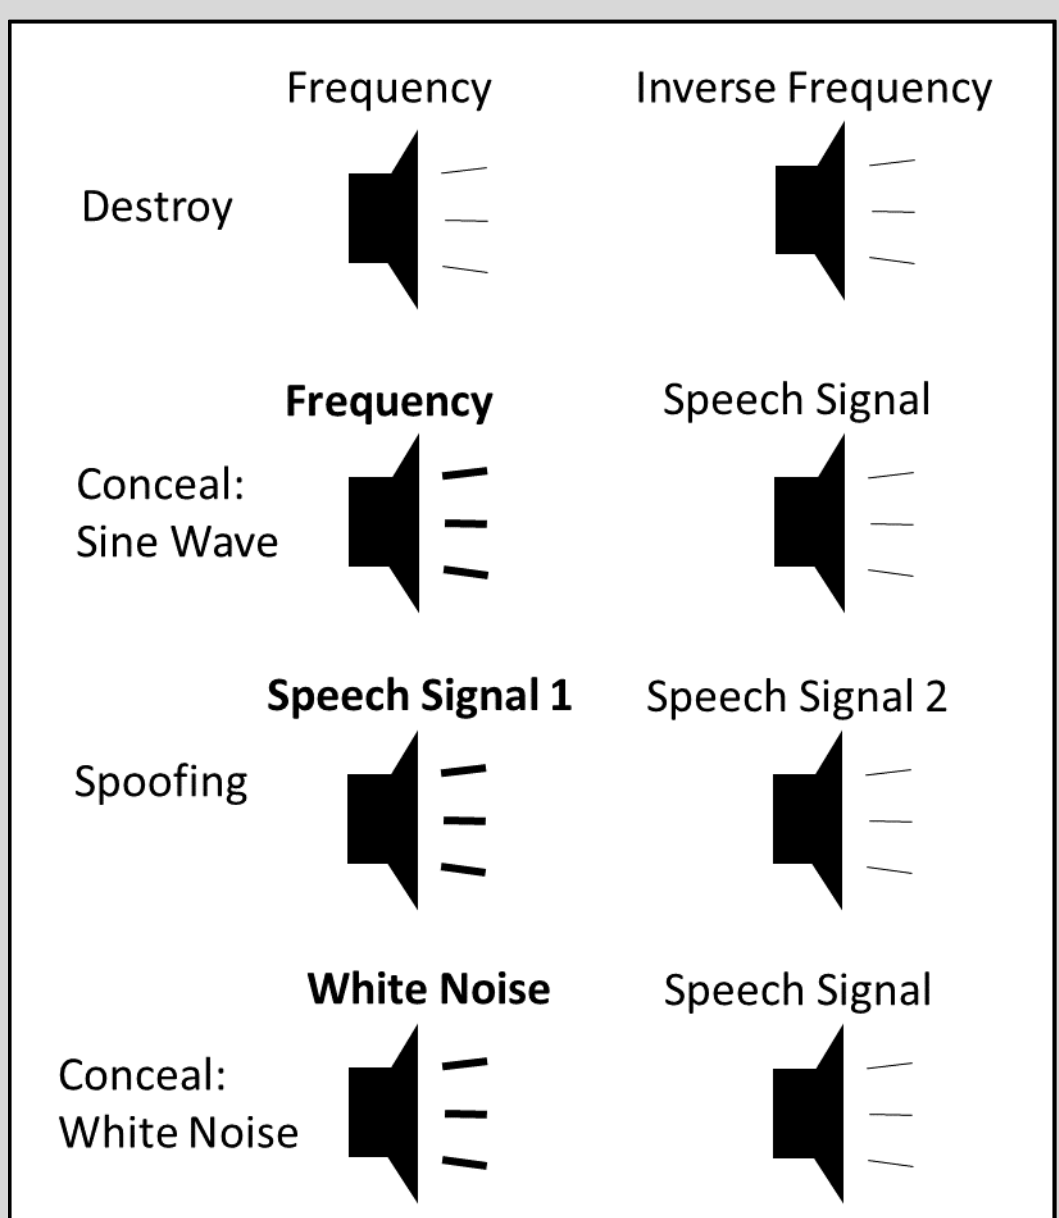 Frequency
Inverse Frequency
Destroy
Frequency
Speech Signal
Conceal:
Sine Wave
Speech Signal 1
Speech Signal 2
Spoofing
White Noise
Speech Signal
Conceal:
White Noise